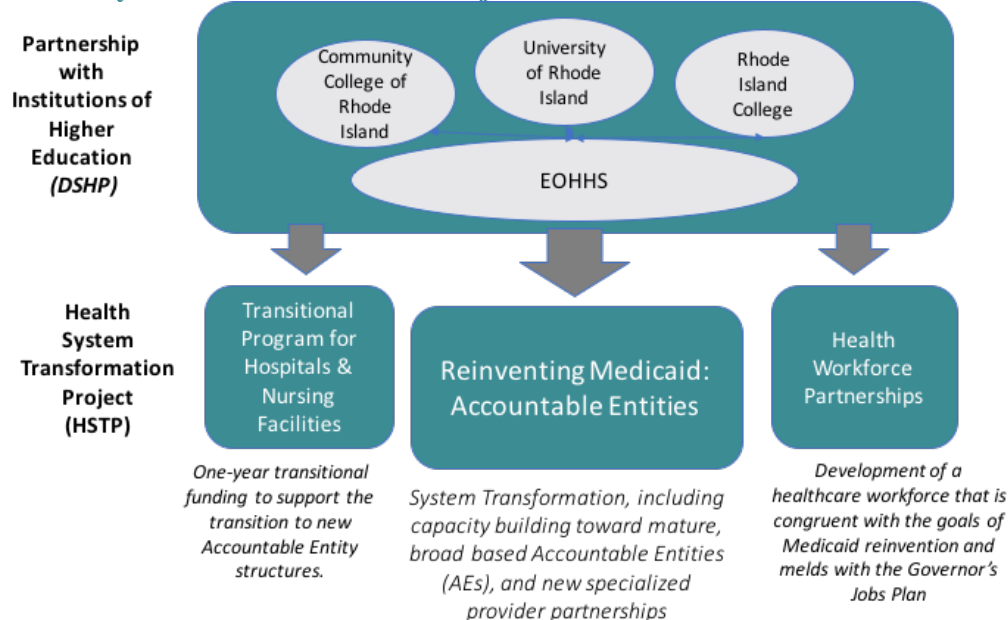 Partnership
with
Institutions of
Higher
Education
(DSHP)
Community
College of
Rhode
Island
University
of Rhode
Island
Rhode
Island
College
EOHHS
Health
System
Transformation
Project
(HSTP)
Transitional
Program for
Hospitals &
Nursing
Facilities
Reinventing Medicaid:
Accountable Entities
Health
Workforce
Partnerships
One-year transitional
funding to support the
transition to new
Accountable Entity
structures.
System Transformation, including
capacity building toward mature,
broad based Accountable Entities
(AEs), and new specialized
provider partnerships
Development of a
healthcare workforce that is
congruent with the goals of
Medicaid reinvention and
melds with the Governor's
Jobs Plan